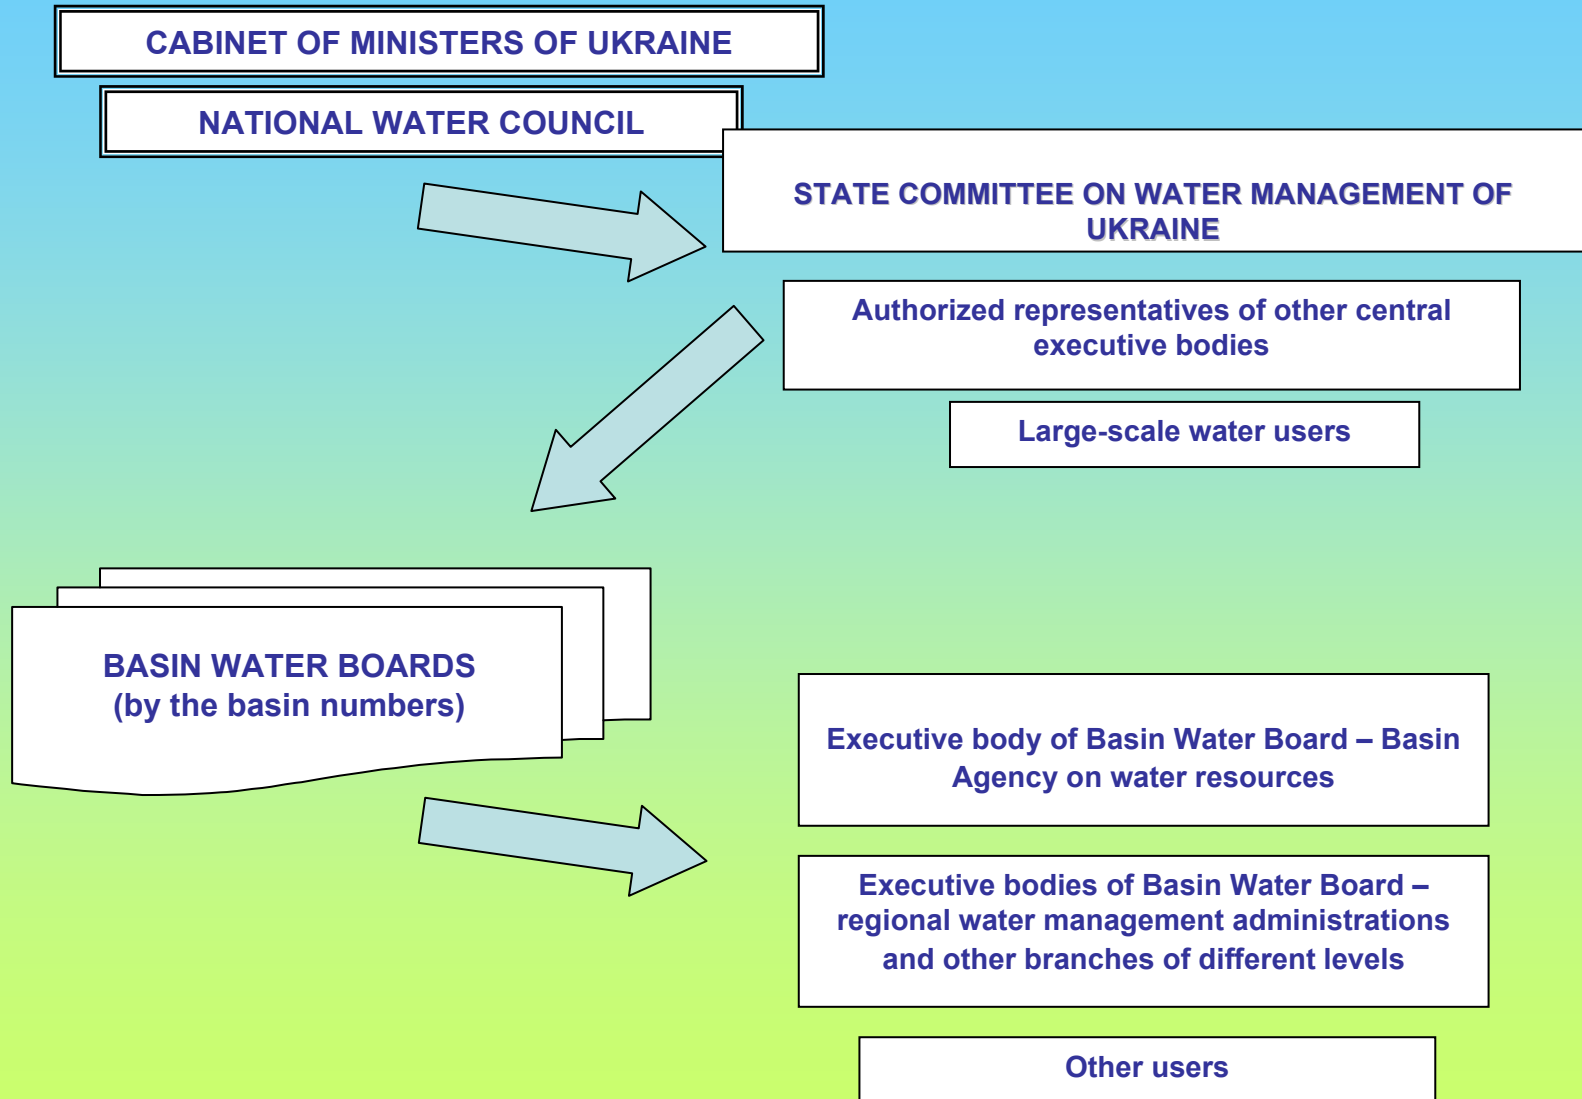 CABINET OF MINISTERS OF UKRAINE
NATIONAL WATER COUNCIL
STATE COMMITTEE ON WATER MANAGEMENT OF
UKRAINE
Authorized representatives of other central
executive bodies
Large-scale water users
BASIN WATER BOARDS
(by the basin numbers)
Executive body of Basin Water Board – Basin
Agency on water resources
Executive bodies of Basin Water Board –
regional water management administrations
and other branches of different levels
Other users